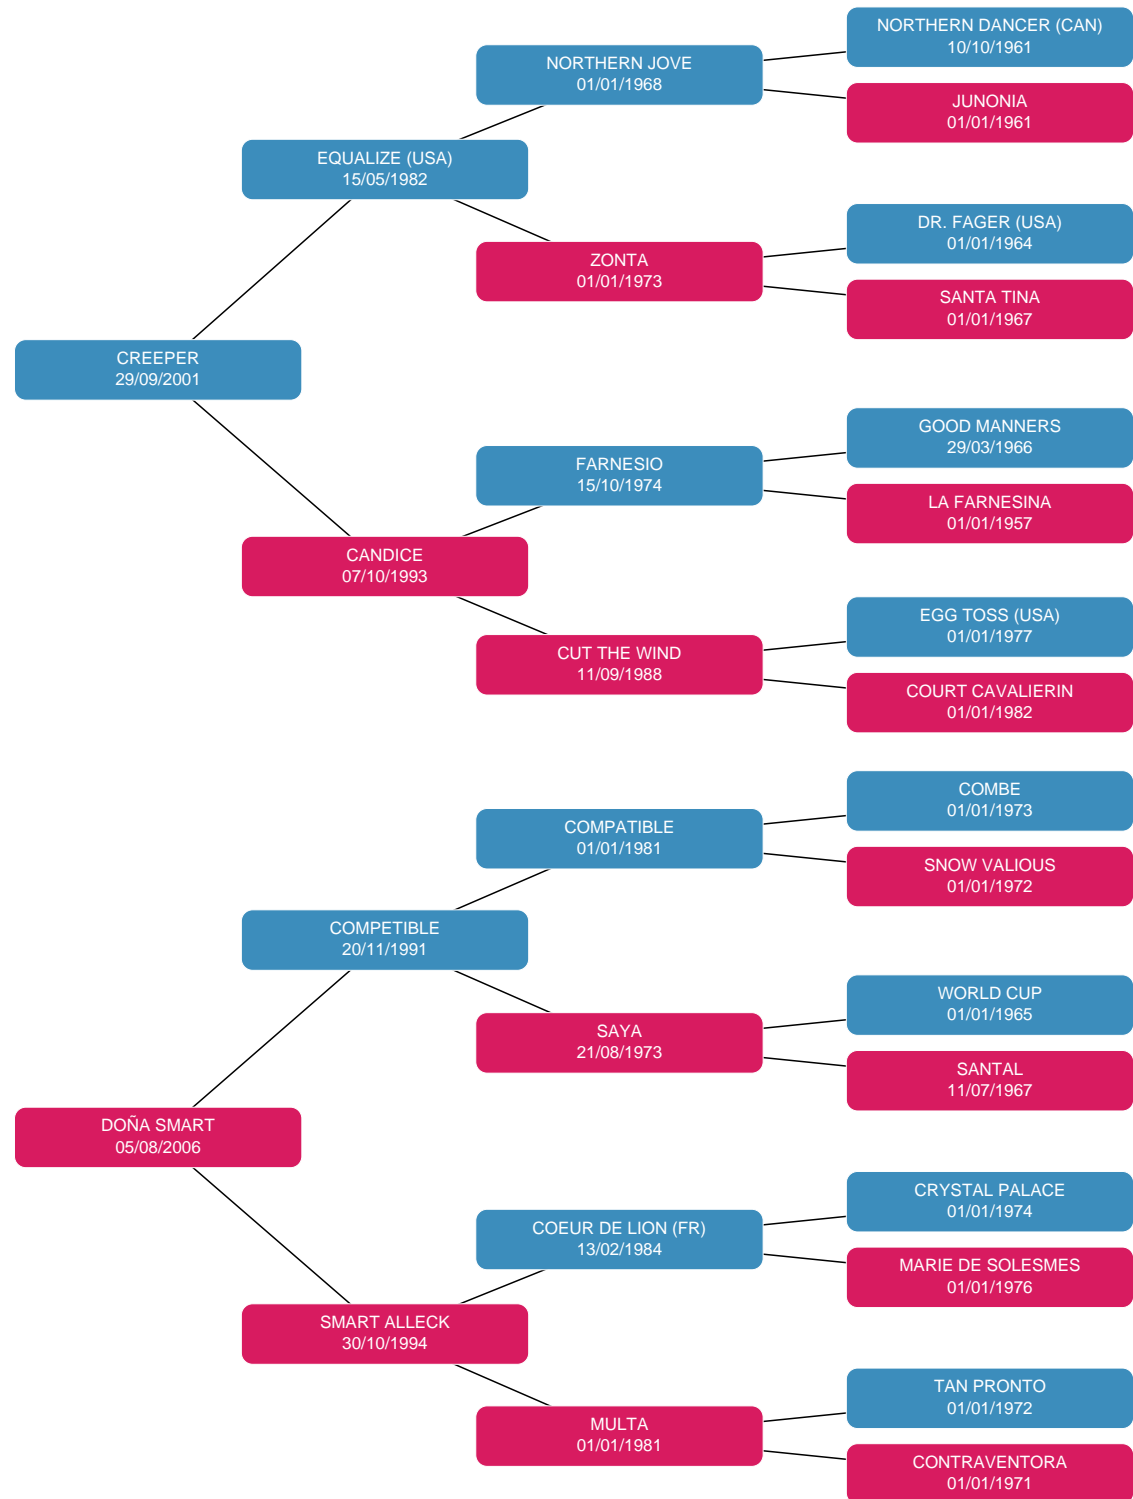 NORTHERN DANCER (CAN)
10/10/1961
NORTHERN JOVE
01/01/1968
JUNONIA
01/01/1961
EQUALIZE (USA)
15/05/1982
DR. FAGER (USA)
01/01/1964
ZONTA
01/01/1973
SANTA TINA
01/01/1967
CREEPER
29/09/2001
GOOD MANNERS
29/03/1966
FARNESIO
15/10/1974
LA FARNESINA
01/01/1957
CANDICE
07/10/1993
EGG TOSS (USA)
01/01/1977
CUT THE WIND
11/09/1988
COURT CAVALIERIN
01/01/1982
COMBE
01/01/1973
COMPATIBLE
01/01/1981
SNOW VALIOUS
01/01/1972
COMPETIBLE
20/11/1991
WORLD CUP
01/01/1965
SAYA
21/08/1973
SANTAL
11/07/1967
DOÑA SMART
05/08/2006
CRYSTAL PALACE
01/01/1974
COEUR DE LION (FR)
13/02/1984
MARIE DE SOLESMES
01/01/1976
SMART ALLECK
30/10/1994
TAN PRONTO
01/01/1972
MULTA
01/01/1981
CONTRAVENTORA
01/01/1971